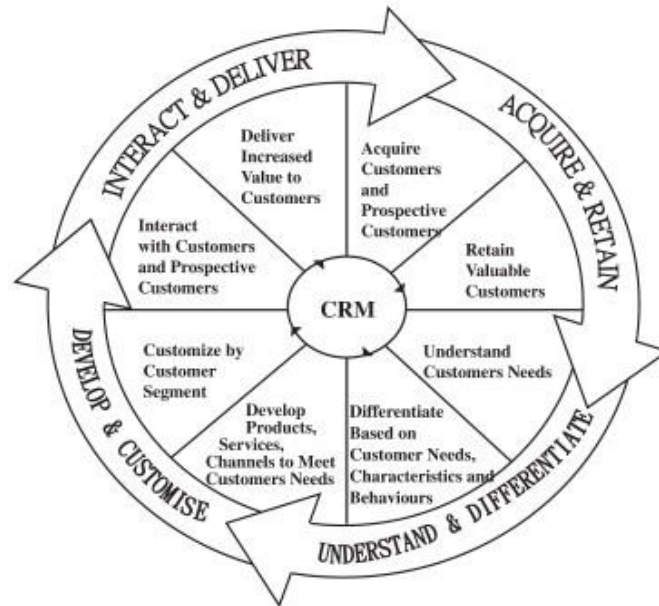 INTERACT & DELIVER
ACQUIRE & RETAIN
UNDERSTAND & DIFFERENTIATE
DEVELOP & CUSTOMISE
Deliver
Increased
Value to
Customers
Acquire
Customers
and
Prospective
Customers
Interact
with Customers
and Prospective
Customers
Retain
Valuable
Customers
CRM
Customize by
Customer
Segment
Understand
Customers Needs
Develop
Products,
Services,
Channels to Meet
Customers Needs
Differentiate
Based on
Customer Needs,
Characteristics and
Behaviours